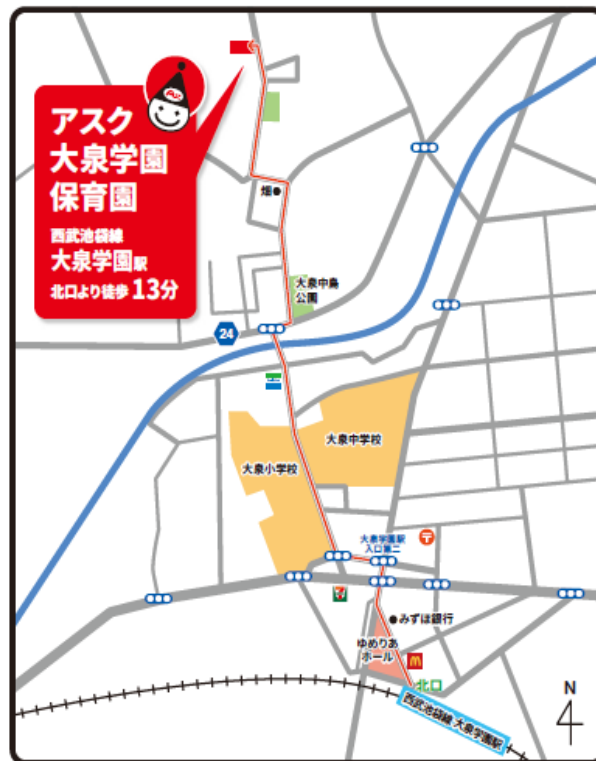 アスク
大泉学園
保育園
西武池袋線
大泉学園駅
北口より徒歩13分
畑
大泉中島
公園
24
大泉中学校
大泉小学校
大泉学園駅
入口第二
〒
7
みずほ銀行
ゆめりあ
ホール
m
北口
西武池袋線 大泉学園駅
N